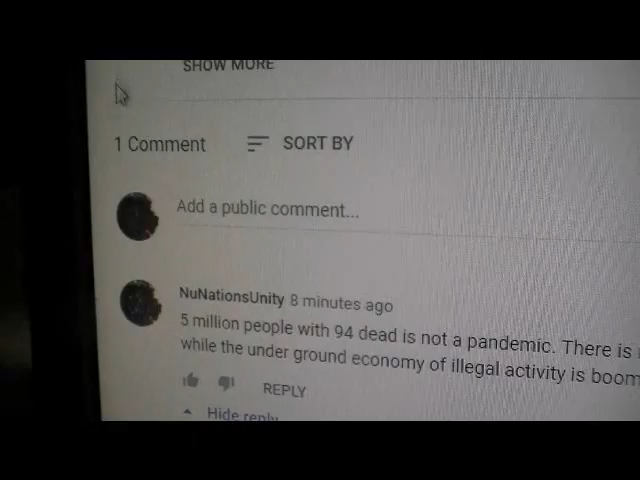 SHOW MORE
1 Comment
SORT BY
Add a public comment...
NuNationsUnity 8 minutes ago
5 million people with 94 dead is not a pandemic. There is
while the under ground economy of illegal activity is boom
REPLY
Hide reply